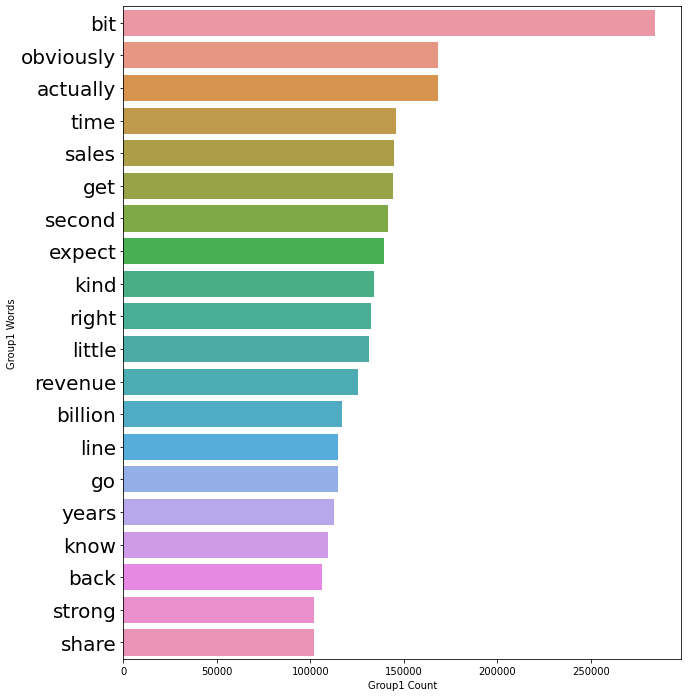 bit
obviously
actually
time
sales
get
second
expect
kind
right
little
revenue
billion
line
go
years
know
back
strong
share
Group1 Words
0 50000 100000 150000 200000 250000
Group1 Count